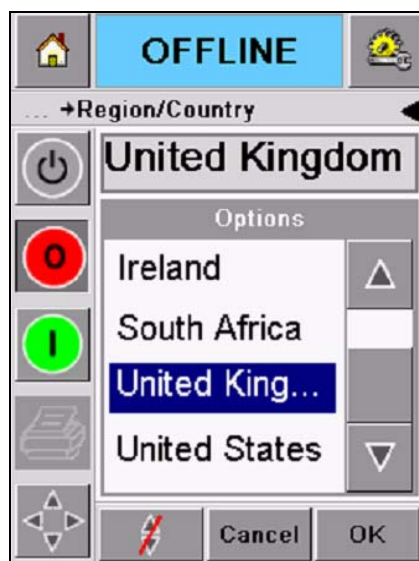 OFFLINE
... →Region/Country
United Kingdom
Options
Ireland
South Africa
United King...
United States
O
I
Cancel
OK